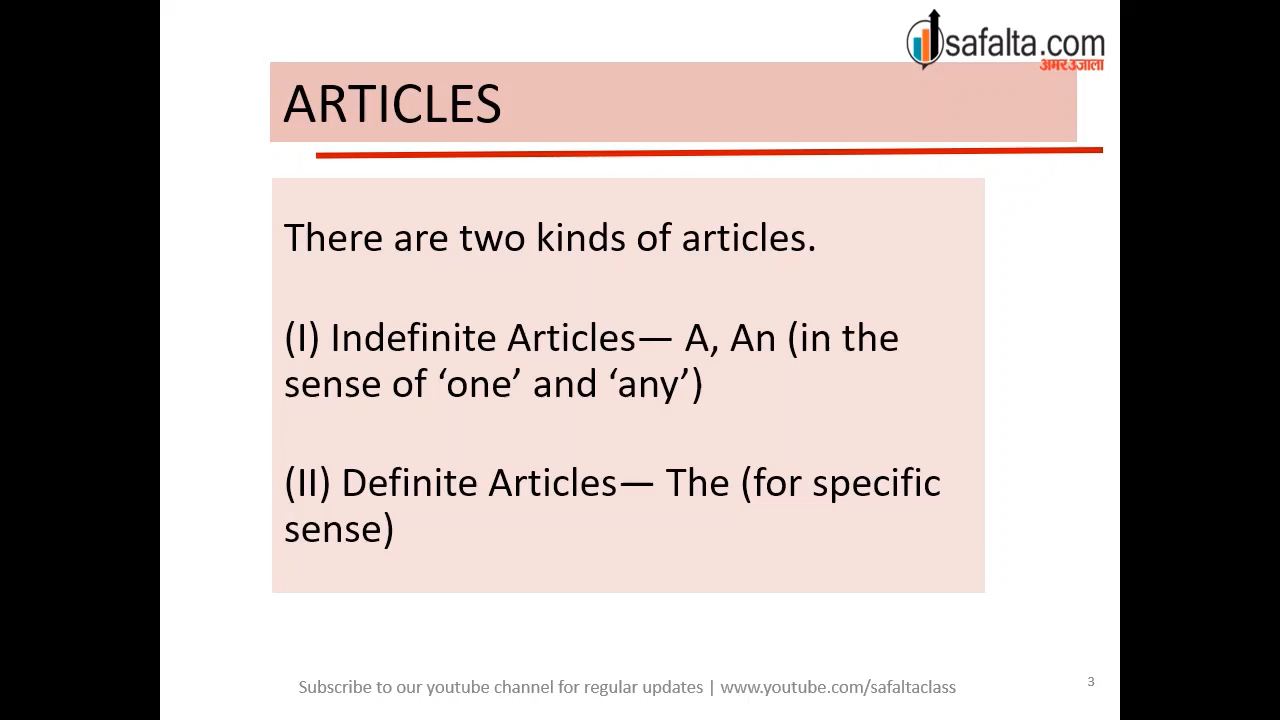 safalta.com
अमर उजाला
ARTICLES
There are two kinds of articles.
(I) Indefinite Articles— A, An (in the
sense of ‘one’ and ‘any’)
(II) Definite Articles— The (for specific
sense)
Subscribe to our youtube channel for regular updates | www.youtube.com/safaltaclass
3